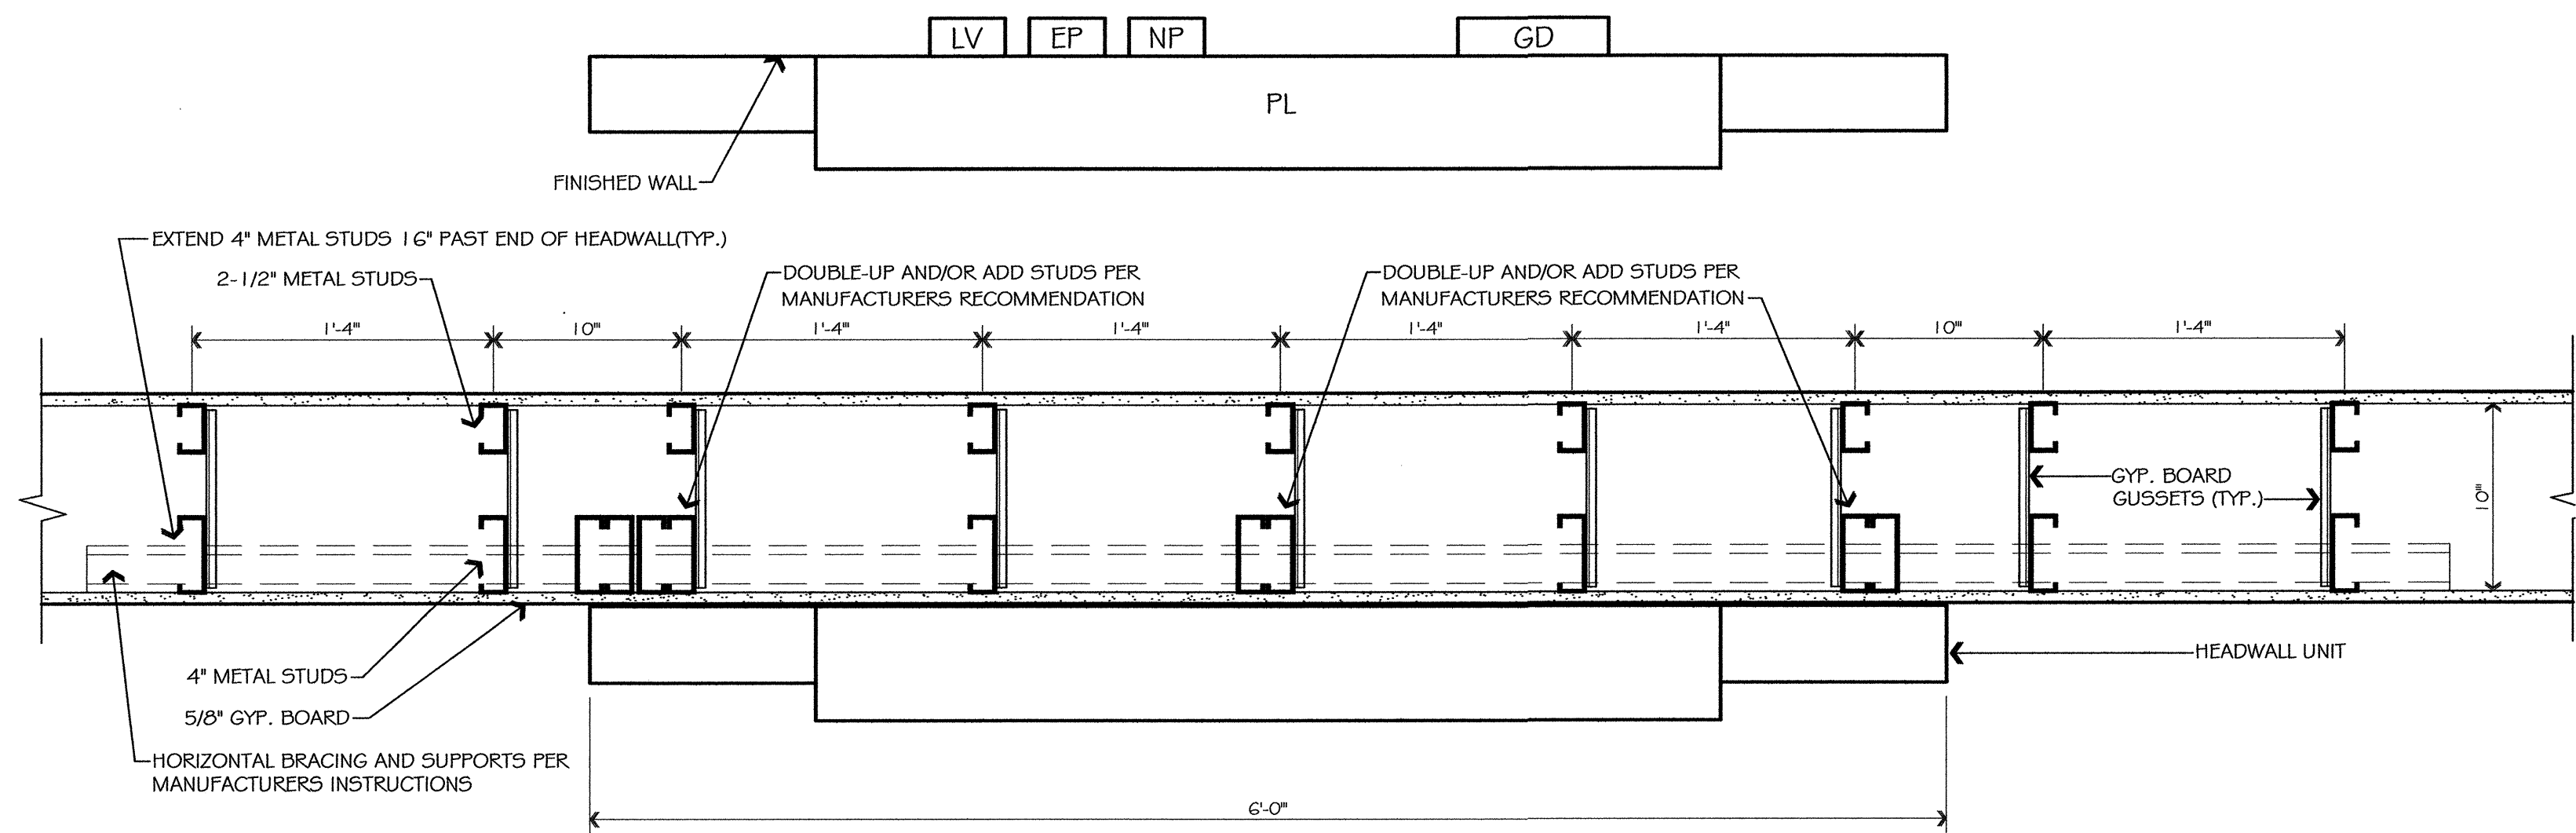 LV EP NP GD
PL
FINISHED WALL
EXTEND 4" METAL STUDS 16" PAST END OF HEADWALL(TYP.)
2-1/2" METAL STUDS
DOUBLE-UP AND/OR ADD STUDS PER
MANUFACTURERS RECOMMENDATION
DOUBLE-UP AND/OR ADD STUDS PER
MANUFACTURERS RECOMMENDATION
1'-4"' 10"' 1'-4"' 1'-4"' 1'-4" 1'-4" 10"' 1'-4"'
GYP. BOARD
GUSSETS (TYP.)
10"'
4" METAL STUDS
5/8" GYP. BOARD
HEADWALL UNIT
HORIZONTAL BRACING AND SUPPORTS PER
MANUFACTURERS INSTRUCTIONS
6'-0"'